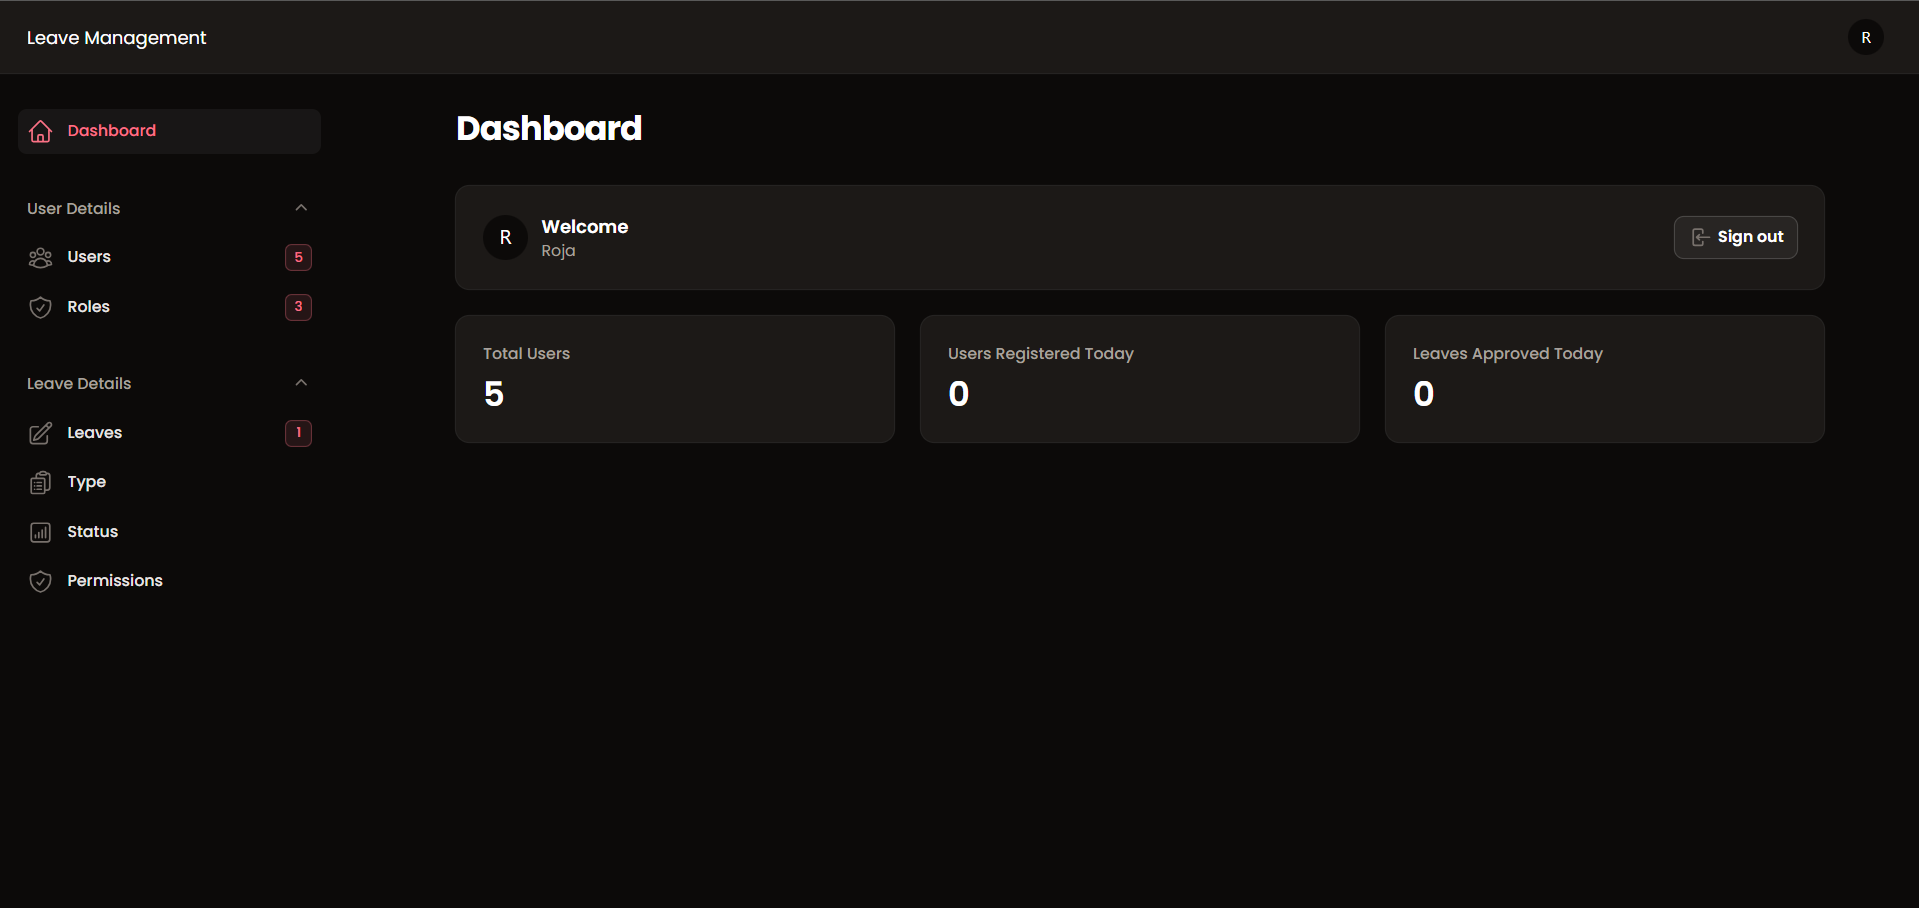 Leave Management
R
Dashboard
User Details
Users 5
Roles 3
Leave Details
Leaves 1
Type
Status
Permissions
Dashboard
R
Welcome
Roja
Sign out
Total Users
5
Users Registered Today
0
Leaves Approved Today
0